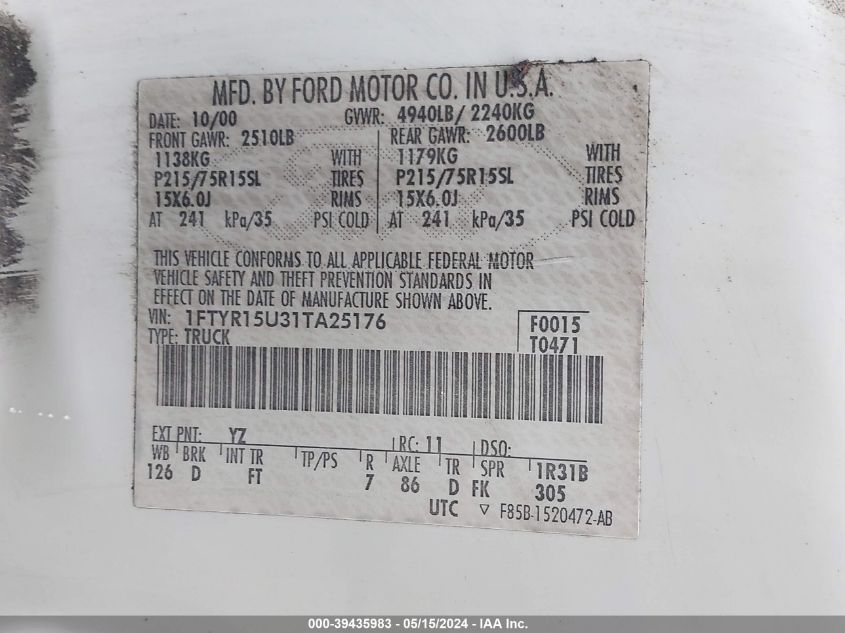 MFD. BY FORD MOTOR CO. IN U.S.A.
DATE: 10/00 GVWR: 4940LB/ 2240KG
FRONT GAWR: 2510LB REAR GAWR: 2600LB
1138KG WITH 1179KG WITH
P215/75R15SL TIRES P215/75R15SL TIRES
15X6.0J RIMS 15X6.0J RIMS
AT 241 kPa/35 PSI COLD AT 241 kPa/35 PSI COLD
THIS VEHICLE CONFORMS TO ALL APPLICABLE FEDERAL MOTOR
VEHICLE SAFETY AND THEFT PREVENTION STANDARDS IN
EFFECT ON THE DATE OF MANUFACTURE SHOWN ABOVE.
VIN: 1FTYR15U31TA25176 F0015
TYPE: TRUCK T0471
EXT PNT: YZ RC: 11 DSO:
WB BRK INT TR TP/PS R AXLE TR SPR 1R31B
126 D FT 7 86 D FK 305
UTC ▽ F85B-1520472-AB
000-39435983 - 05/15/2024 - IAA Inc.